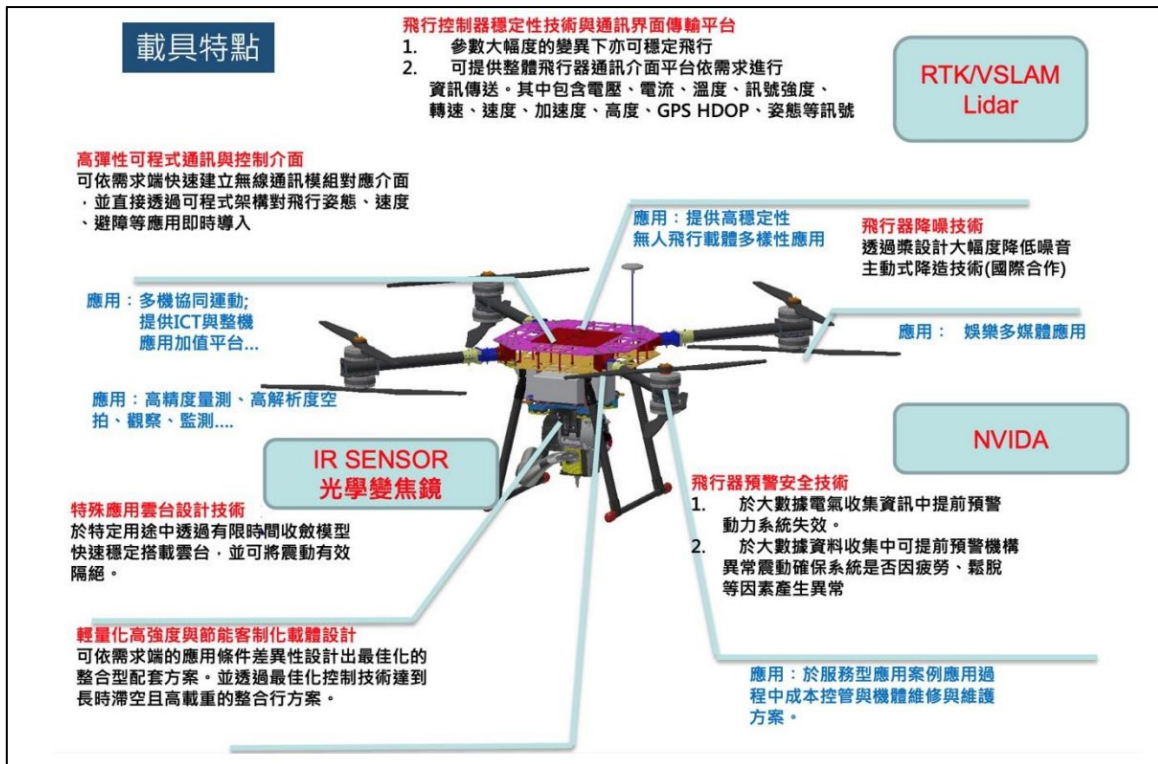 載具特點
飛行控制器穩定性技術與通訊界面傳輸平台
1. 參數大幅度的變異下亦可穩定飛行
2. 可提供整體飛行器通訊介面平台依需求進行
資訊傳送。其中包含電壓、電流、溫度、訊號強度、
轉速、速度、加速度、高度、GPS HDOP、姿態等訊號
RTK/VSLAM
Lidar
高彈性可程式通訊與控制介面
可依需求端快速建立無線通訊模組對應介面
，並直接透過可程式架構對飛行姿態、速度
、避障等應用即時導入
應用：提供高穩定性
無人飛行載體多樣性應用
飛行器降噪技術
透過槳設計大幅度降低噪音
主動式降造技術(國際合作)
應用：多機協同運動;
提供ICT與整機
應用加值平台...
應用： 娛樂多媒體應用
應用：高精度量測、高解析度空
拍、觀察、監測....
IR SENSOR
光學變焦鏡
NVIDA
特殊應用雲台設計技術
於特定用途中透過有限時間收斂模型
快速穩定搭載雲台，並可將震動有效
隔絕。
飛行器預警安全技術
1. 於大數據電氣收集資訊中提前預警
動力系統失效。
2. 於大數據資料收集中可提前預警機構
異常震動確保系統是否因疲勞、鬆脫
等因素產生異常
輕量化高強度與節能客制化載體設計
可依需求端的應用條件差異性設計出最佳化的
整合型配套方案。並透過最佳化控制技術達到
長時滯空且高載重的整合行方案。
應用：於服務型應用案例應用過
程中成本控管與機體維修與維護
方案。